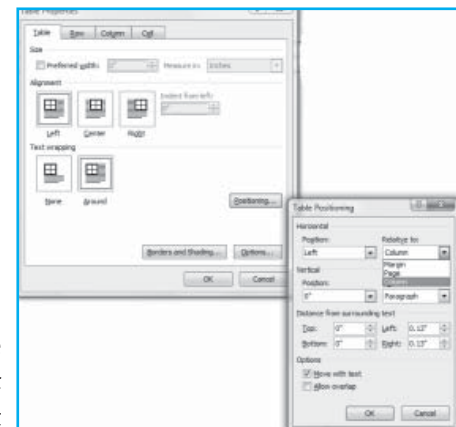 Table Properties
Table Row Column Cell
Size
Preferred width: 0" Measure in: Inches
Alignment
Indent from left:
0"
Left Center Right
Text wrapping
None Around
Positioning...
Borders and Shading... Options...
OK Cancel
Table Positioning
Horizontal
Position: Relative to:
Left Column
Margin
Page
Column
Vertical
Position:
0" Paragraph
Distance from surrounding text
Top: 0" Left: 0.13"
Bottom: 0" Right: 0.13"
Options
Move with text
Allow overlap
OK Cancel